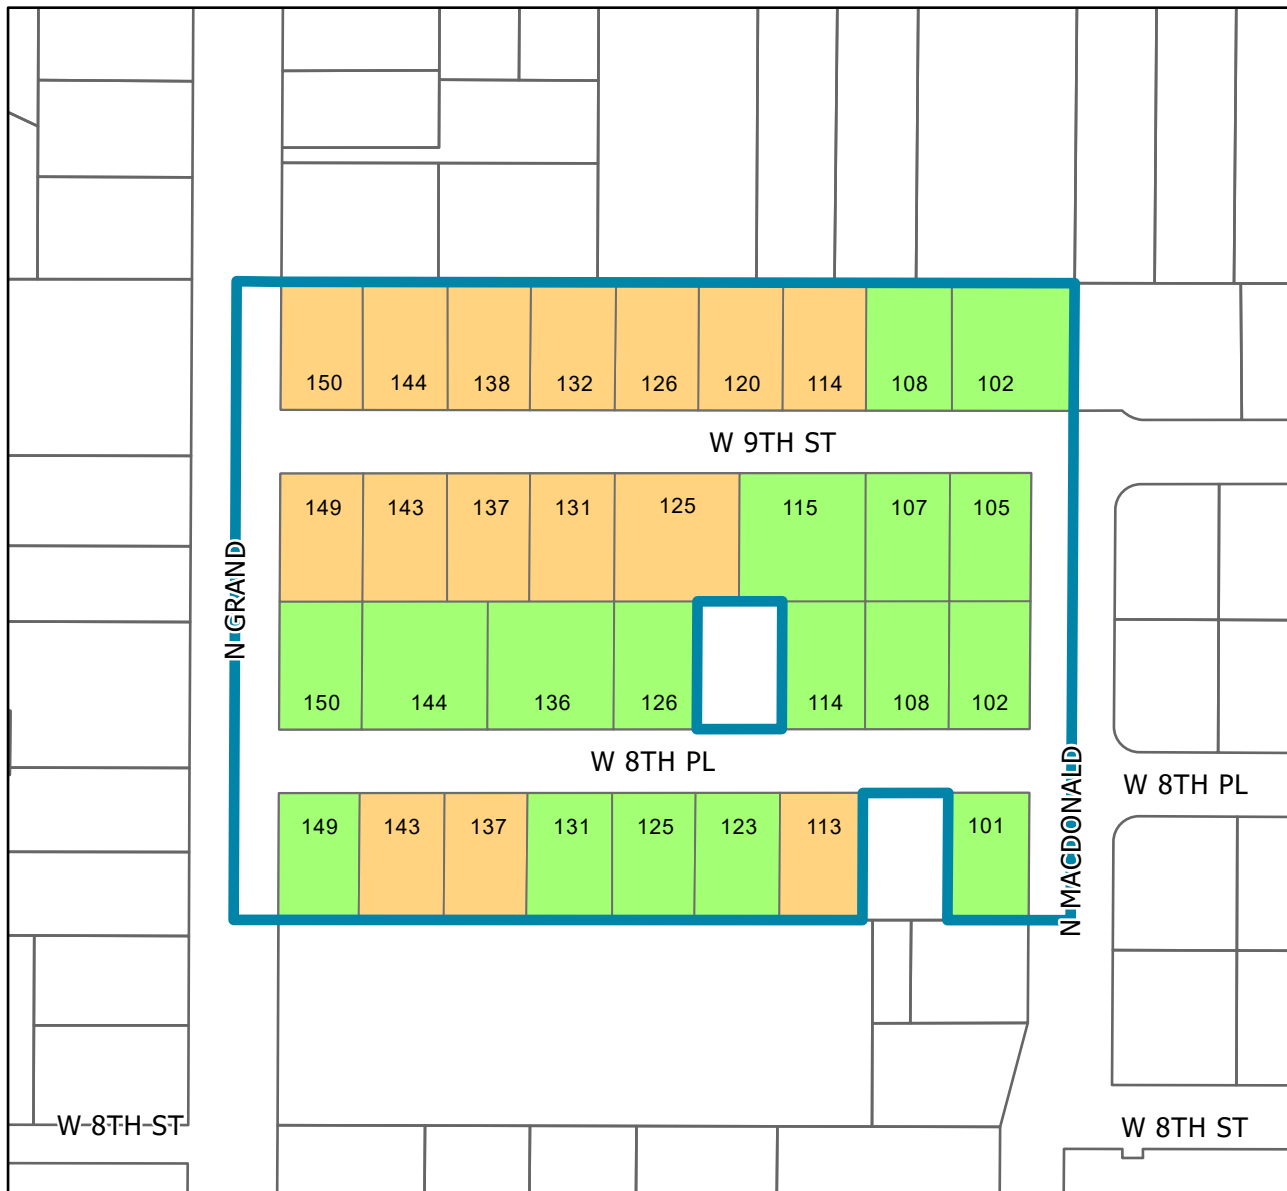 150 144 138 132 126 120 114 108 102
W 9TH ST
149 143 137 131 125 115 107 105
N GRAND
150 144 136 126 114 108 102
W 8TH PL
W 8TH PL
149 143 137 131 125 123 113 101
N MACDONALD
W 8TH ST
W 8TH ST